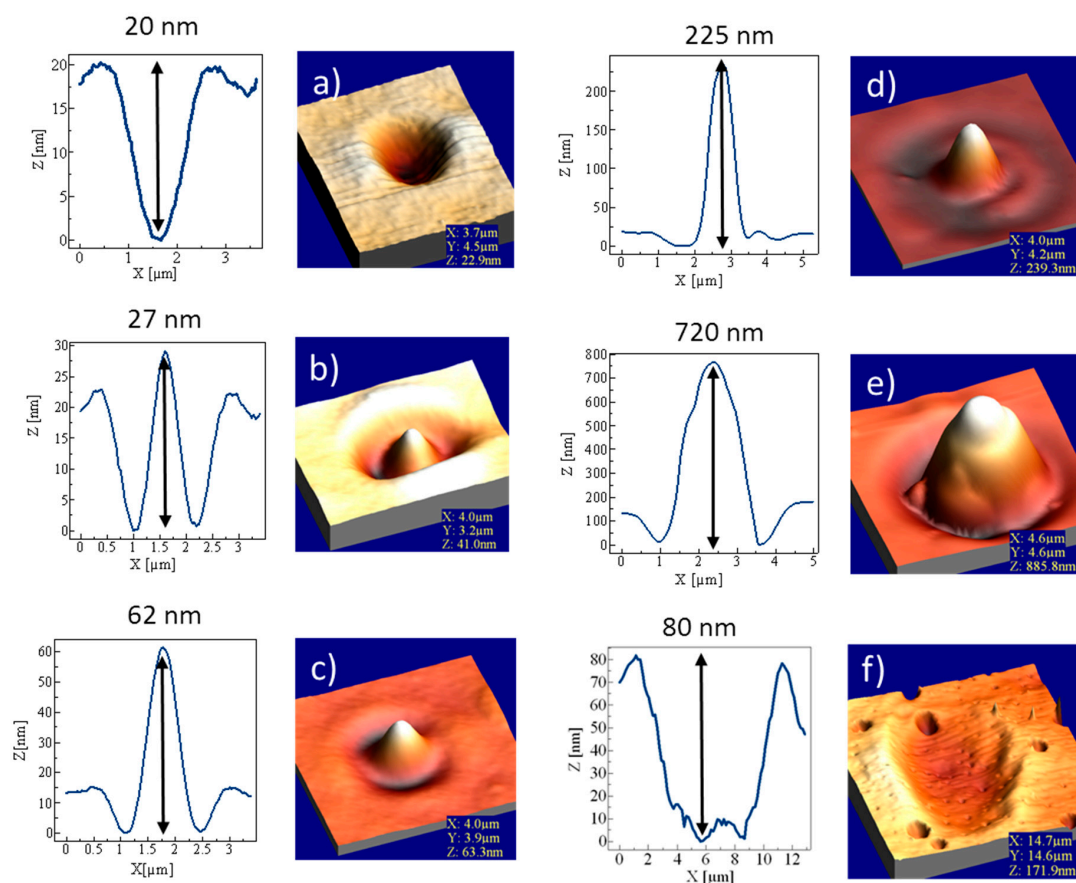 20 nm
Z [nm]
20
15
10
5
0
0 1 2 3
X [µm]
a)
X: 3.7µm
Y: 4.5µm
Z: 22.9nm
27 nm
Z [nm]
30
25
20
15
10
5
0
0 0.5 1 1.5 2 2.5 3
X [µm]
b)
X: 4.0µm
Y: 3.2µm
Z: 41.0nm
62 nm
Z[nm]
60
50
40
30
20
10
0
0 0.5 1 1.5 2 2.5 3
X[µm]
c)
X: 4.0µm
Y: 3.9µm
Z: 63.3nm
225 nm
Z [nm]
200
150
100
50
0
0 1 2 3 4 5
X [µm]
d)
X: 4.0µm
Y: 4.2µm
Z: 239.3nm
720 nm
Z [nm]
800
700
600
500
400
300
200
100
0
0 1 2 3 4 5
X [µm]
e)
X: 4.6µm
Y: 4.6µm
Z: 885.8nm
80 nm
Z [nm]
80
70
60
50
40
30
20
10
0
0 2 4 6 8 10 12
X [µm]
f)
X: 14.7µm
Y: 14.6µm
Z: 171.9nm